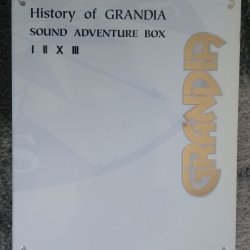 History of GRANDIA
SOUND ADVENTURE BOX
I II X III
GRANDIA